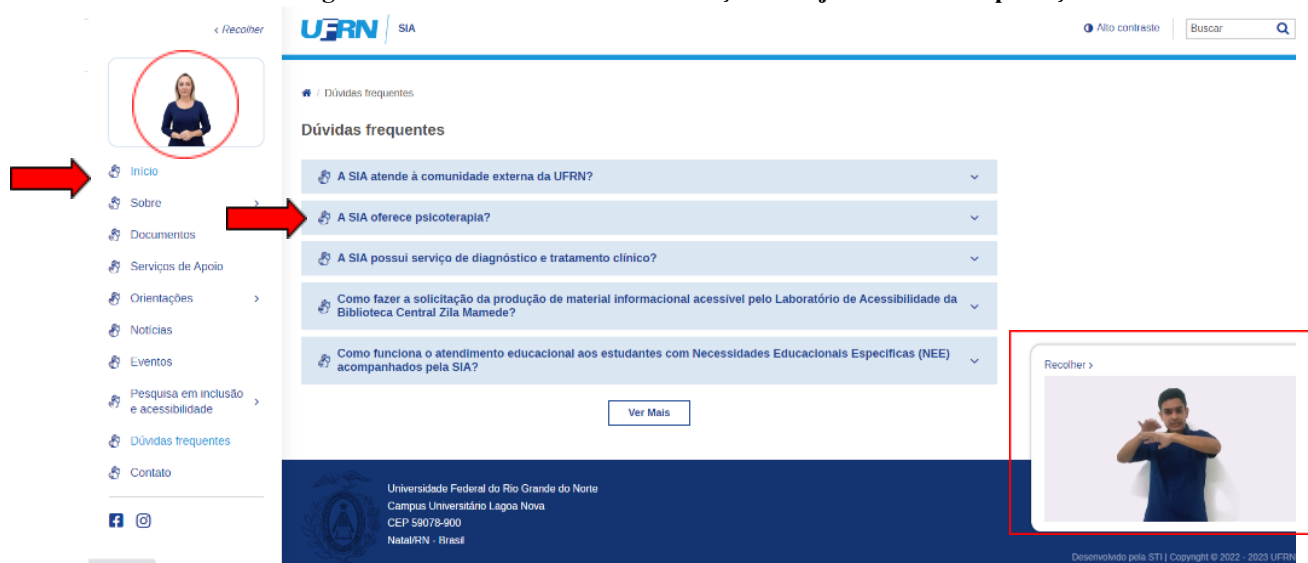 ‹ Recolher
UFRN
SIA
Alto contraste
Buscar
/ Dúvidas frequentes
Dúvidas frequentes
Início
Sobre
Documentos
Serviços de Apoio
Orientações
Notícias
Eventos
Pesquisa em inclusão
e acessibilidade
Dúvidas frequentes
Contato
A SIA atende à comunidade externa da UFRN?
A SIA oferece psicoterapia?
A SIA possui serviço de diagnóstico e tratamento clínico?
Como fazer a solicitação da produção de material informacional acessível pelo Laboratório de Acessibilidade da
Biblioteca Central Zila Mamede?
Como funciona o atendimento educacional aos estudantes com Necessidades Educacionais Específicas (NEE)
acompanhados pela SIA?
Ver Mais
Recolher ›
Universidade Federal do Rio Grande do Norte
Campus Universitário Lagoa Nova
CEP 59078-900
Natal/RN - Brasil
Desenvolvido pela STI | Copyright © 2022 - 2023 UFRN